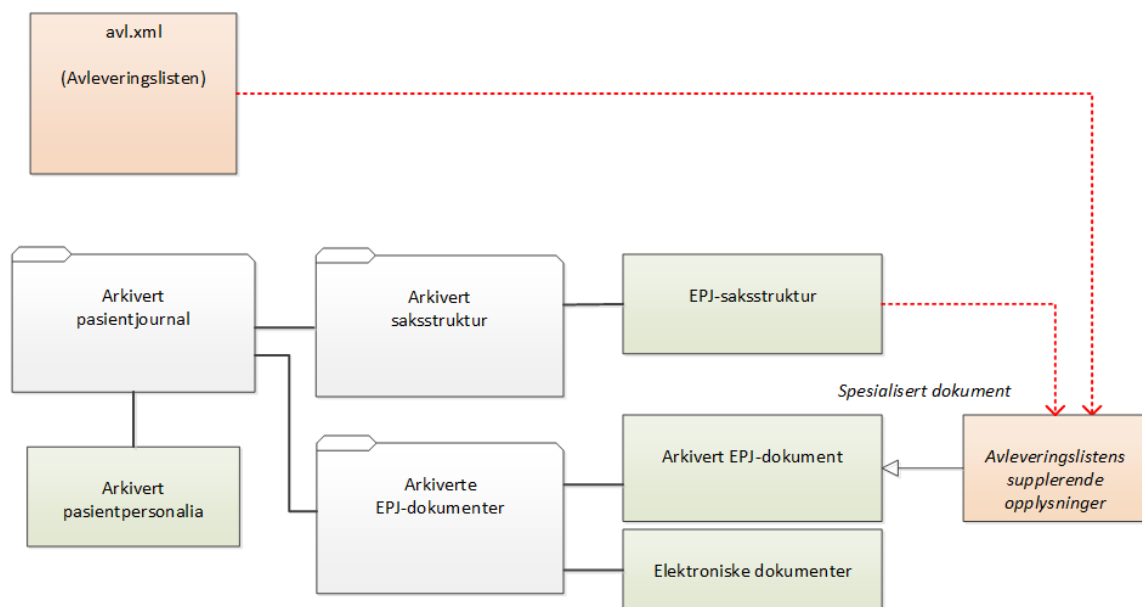 avl.xml
(Avleveringslisten)
Arkivert
pasientjournal
Arkivert
saksstruktur
EPJ-saksstruktur
Spesialisert dokument
Arkivert
pasientpersonalia
Arkiverte
EPJ-dokumenter
Arkivert EPJ-dokument
Avleveringslistens
supplerende
opplysninger
Elektroniske dokumenter